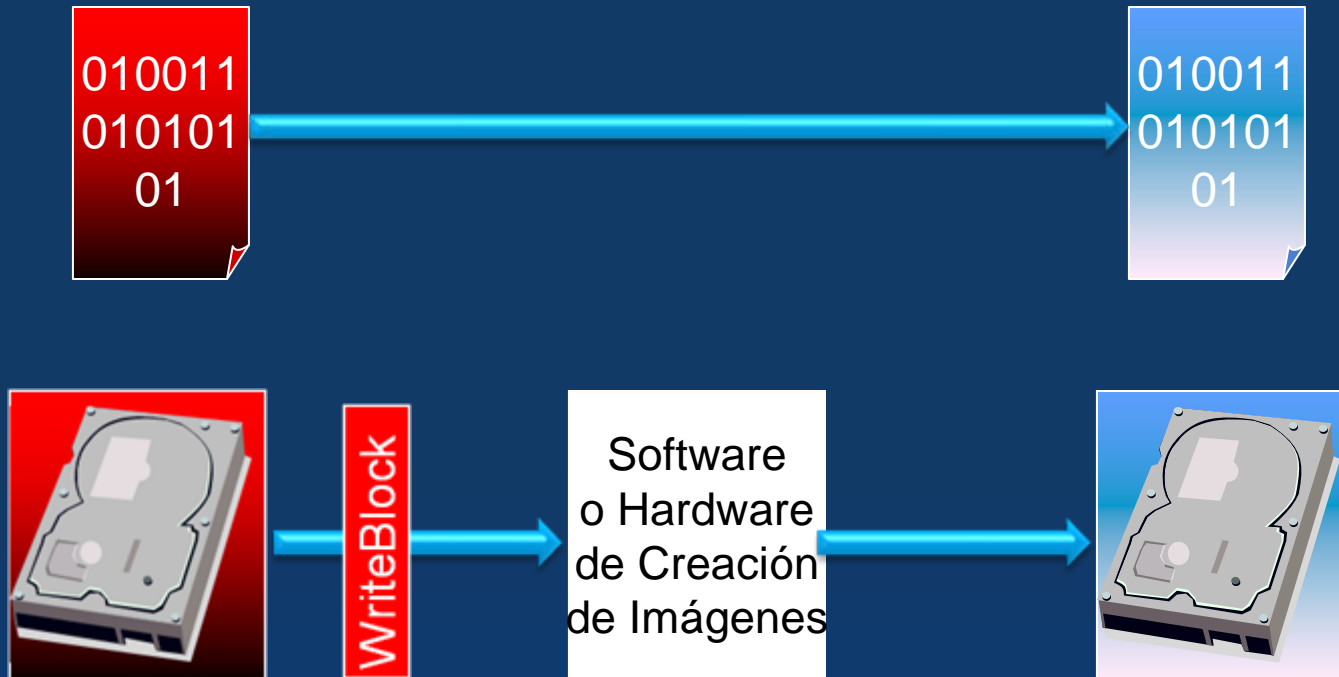 010011
010101
01
010011
010101
01
WriteBlock
Software
o Hardware
de Creación
de Imágenes